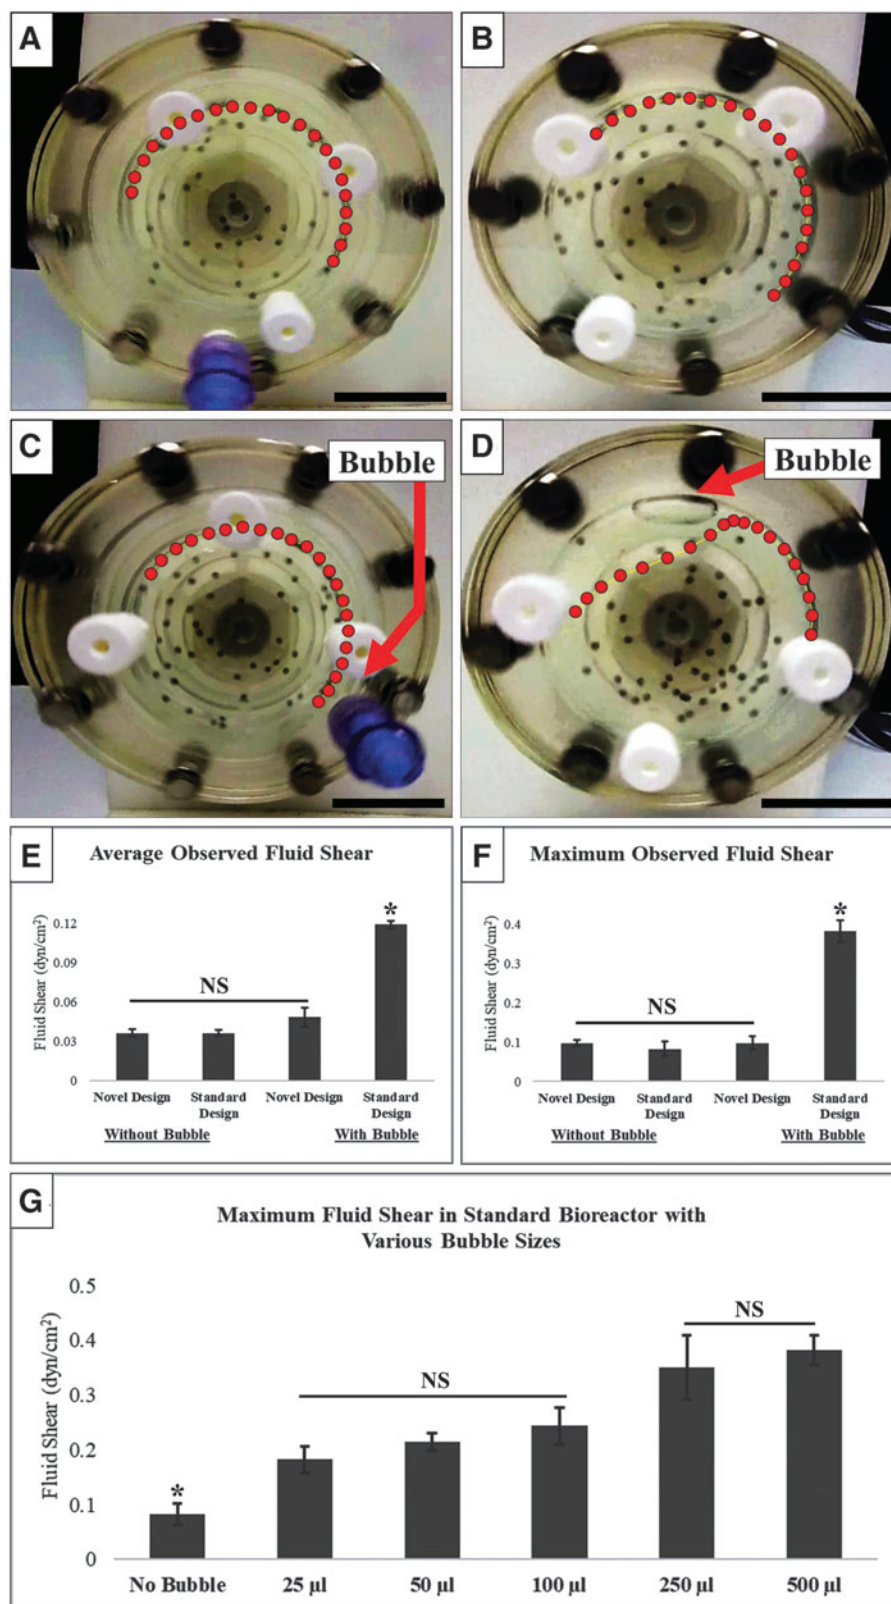 A
B
C
Bubble
D
Bubble
E
Average Observed Fluid Shear
Fluid Shear (dyn/cm²)
0.12
0.09
0.06
0.03
0
NS
*
Novel Design
Standard
Design
Novel Design
Standard
Design
Without Bubble
With Bubble
F
Maximum Observed Fluid Shear
Fluid Shear (dyn/cm²)
0.4
0.3
0.2
0.1
0
NS
*
Novel Design
Standard
Design
Novel Design
Standard
Design
Without Bubble
With Bubble
G
Maximum Fluid Shear in Standard Bioreactor with
Various Bubble Sizes
Fluid Shear (dyn/cm²)
0.5
0.4
0.3
0.2
0.1
0
*
NS
NS
No Bubble
25 µl
50 µl
100 µl
250 µl
500 µl